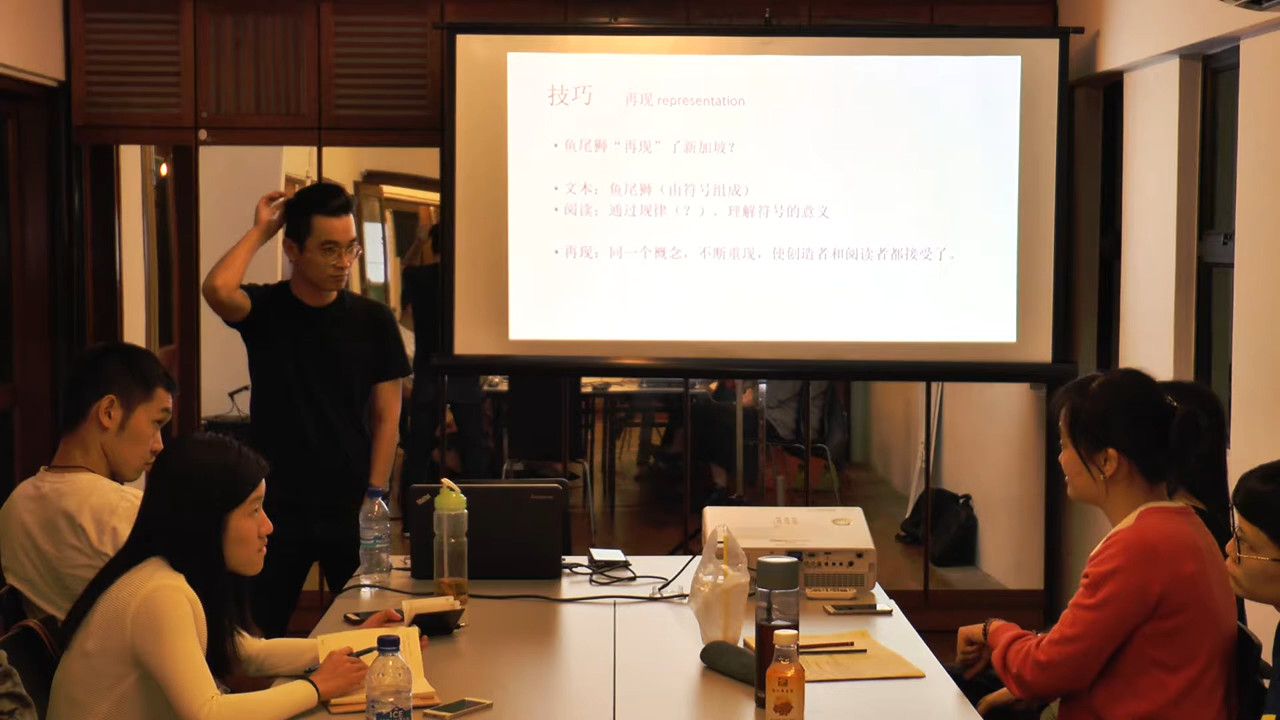 技巧 再现 representation
• 鱼尾狮“再现”了新加坡？
• 文本：鱼尾狮（由符号组成）
• 阅读：通过规律（？），理解符号的意义
• 再现：同一个概念，不断重现，使创造者和阅读者都接受了。
lenovo
ICE